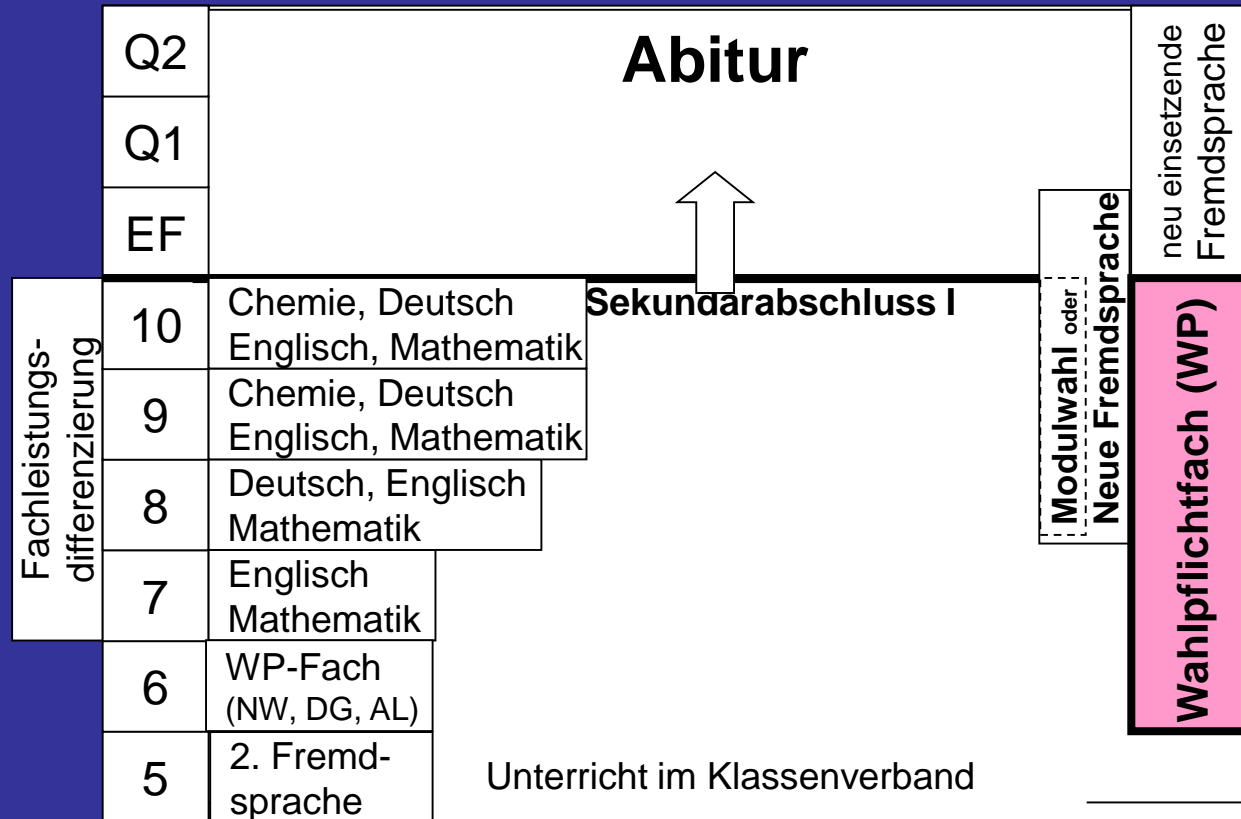 Q2
Abitur
Q1
EF
neu einsetzende
Fremdsprache
Fachleistungs-
differenzierung
10
Chemie, Deutsch
Englisch, Mathematik
Sekundarabschluss I
9
Chemie, Deutsch
Englisch, Mathematik
8
Deutsch, Englisch
Mathematik
7
Englisch
Mathematik
Modulwahl oder
Neue Fremdsprache
Wahlpflichtfach (WP)
6
WP-Fach
(NW, DG, AL)
5
2. Fremd-
sprache
Unterricht im Klassenverband